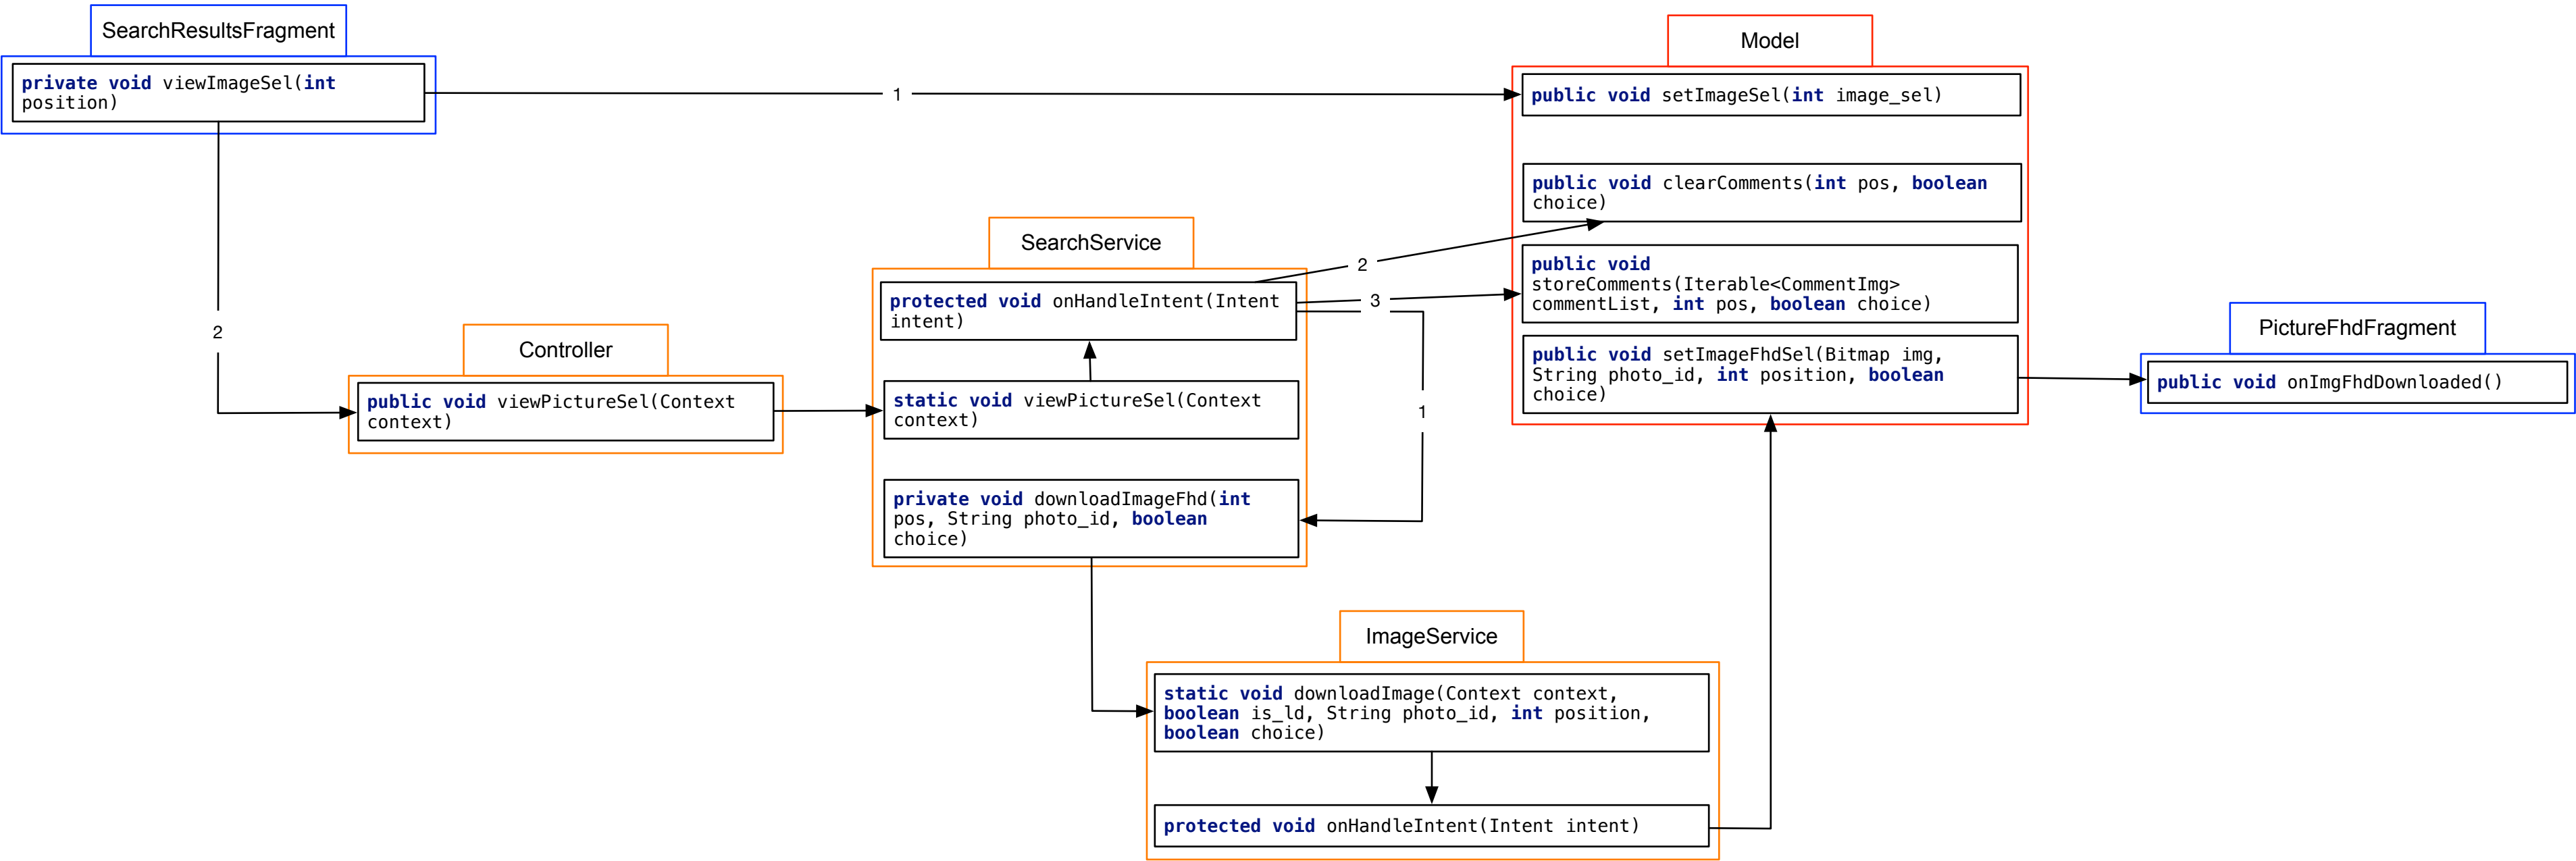 SearchResultsFragment
private void viewImageSel(int
position)
1
2
Controller
public void viewPictureSel(Context
context)
SearchService
protected void onHandleIntent(Intent
intent)
static void viewPictureSel(Context
context)
private void downloadImageFhd(int
pos, String photo_id, boolean
choice)
2
3
1
ImageService
static void downloadImage(Context context,
boolean is_ld, String photo_id, int position,
boolean choice)
protected void onHandleIntent(Intent intent)
Model
public void setImageSel(int image_sel)
public void clearComments(int pos, boolean
choice)
public void
storeComments(Iterable<CommentImg>
commentList, int pos, boolean choice)
public void setImageFhdSel(Bitmap img,
String photo_id, int position, boolean
choice)
PictureFhdFragment
public void onImgFhdDownloaded()